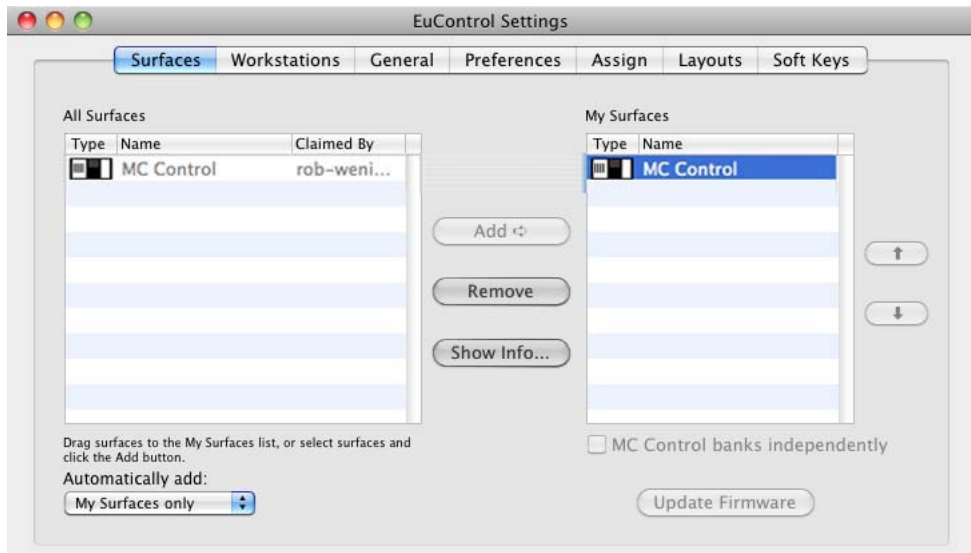 EuControl Settings
Surfaces Workstations General Preferences Assign Layouts Soft Keys
All Surfaces
Type Name Claimed By
MC Control rob-weni...
Add
Remove
Show Info...
My Surfaces
Type Name
MC Control
Drag surfaces to the My Surfaces list, or select surfaces and
click the Add button.
Automatically add:
My Surfaces only
MC Control banks independently
Update Firmware